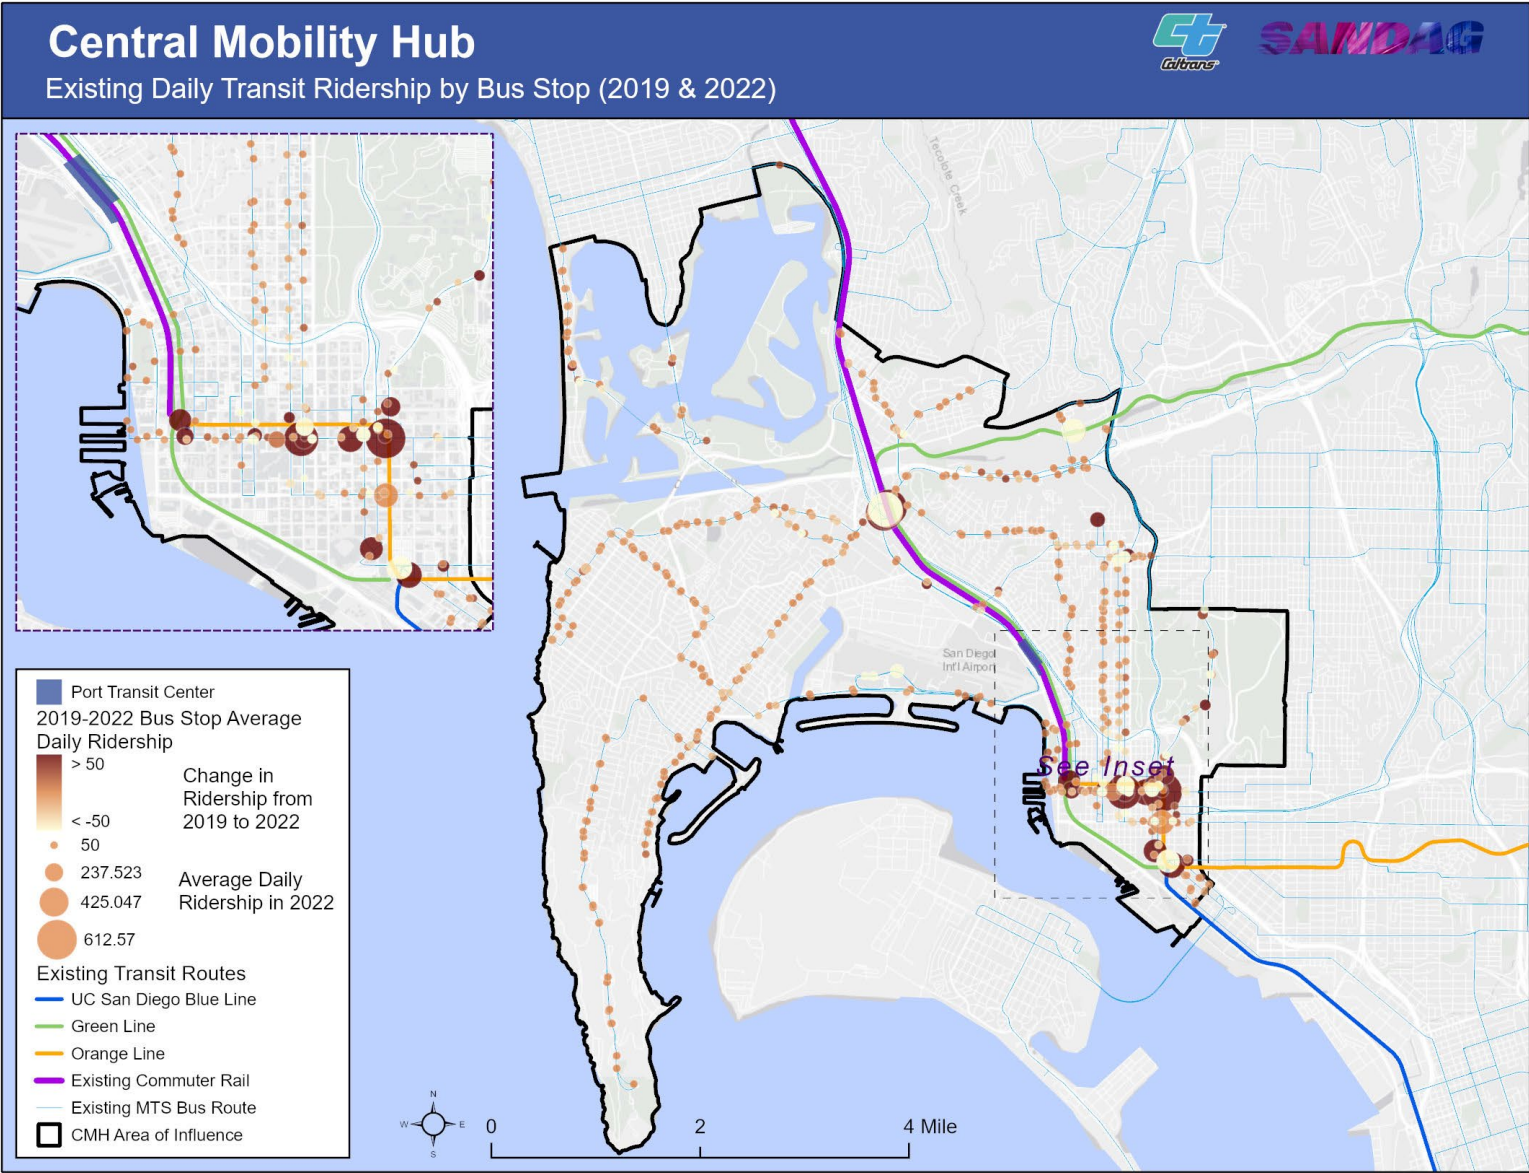 Central Mobility Hub
Existing Daily Transit Ridership by Bus Stop (2019 & 2022)
Caltrans
SANDAG
Tecolote Creek
San Diego
Int'l Airport
See Inset
Port Transit Center
2019-2022 Bus Stop Average
Daily Ridership
> 50
Change in
Ridership from
2019 to 2022
< -50
50
237.523
Average Daily
Ridership in 2022
425.047
612.57
Existing Transit Routes
UC San Diego Blue Line
Green Line
Orange Line
Existing Commuter Rail
Existing MTS Bus Route
CMH Area of Influence
N
W
E
S
0 2 4 Mile